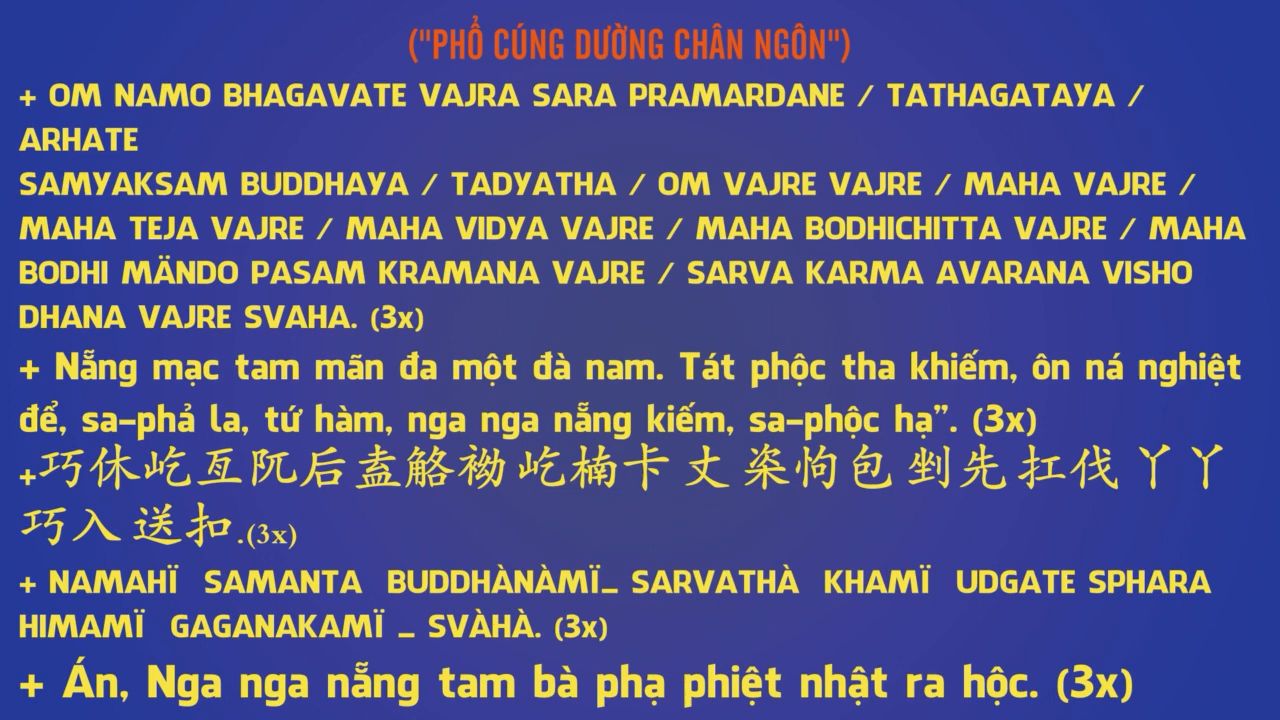 ("PHỔ CÚNG DƯỜNG CHÂN NGÔN")
+ OM NAMO BHAGAVATE VAJRA SARA PRAMARDANE / TATHAGATAYA /
ARHATE
SAMYAKSAM BUDDHAYA / TADYATHA / OM VAJRE VAJRE / MAHA VAJRE /
MAHA TEJA VAJRE / MAHA VIDYA VAJRE / MAHA BODHICHITTA VAJRE / MAHA
BODHI MÄNDO PASAM KRAMANA VAJRE / SARVA KARMA AVARANA VISHO
DHANA VAJRE SVAHA. (3x)
+ Nẵng mạc tam mãn đa một đà nam. Tát phộc tha khiếm, ôn ná nghiệt
để, sa-phả la, tứ hàm, nga nga nẵng kiếm, sa-phộc hạ”. (3x)
+巧休屹亙阢后盍觡袎屹楠卡 丈 桼怐包 剉先 扛伐 丫丫
巧入 送扣.(3x)
+ NAMAHÏ SAMANTA BUDDHÀNÀMÏ_ SARVATHÀ KHAMÏ UDGATE SPHARA
HIMAMÏ GAGANAKAMÏ _ SVÀHÀ. (3x)
+ Án, Nga nga nẵng tam bà phạ phiệt nhật ra hộc. (3x)